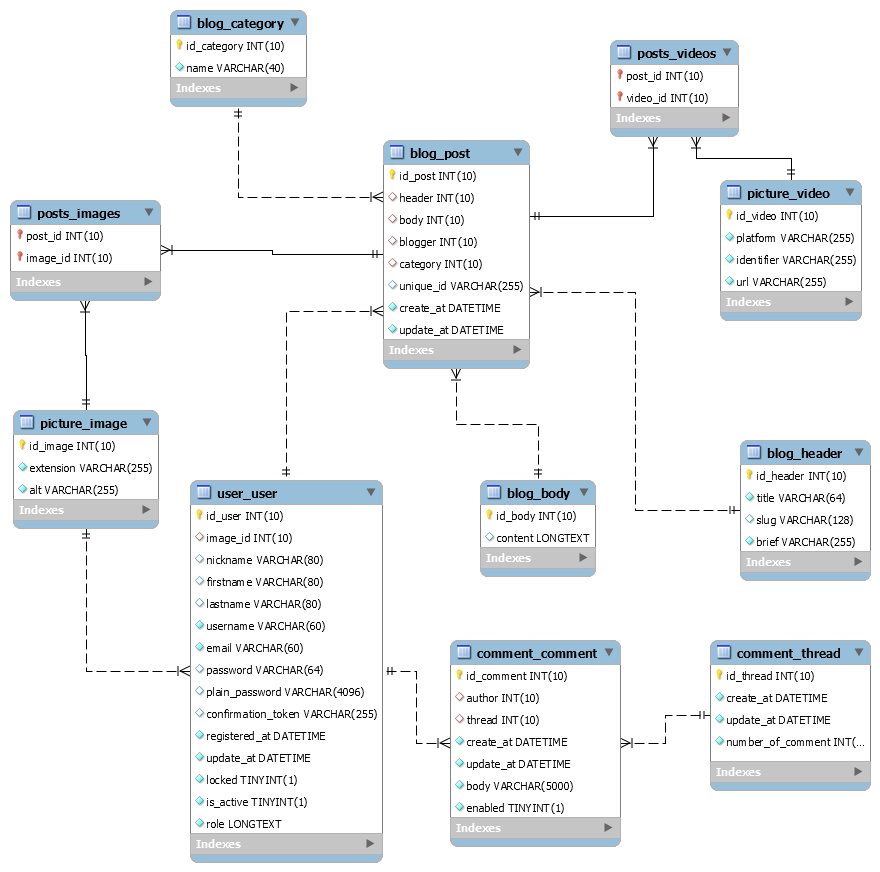 blog_category
id_category INT(10)
name VARCHAR(40)
Indexes
posts_videos
post_id INT(10)
video_id INT(10)
Indexes
blog_post
id_post INT(10)
header INT(10)
body INT(10)
blogger INT(10)
category INT(10)
unique_id VARCHAR(255)
create_at DATETIME
update_at DATETIME
Indexes
picture_video
id_video INT(10)
platform VARCHAR(255)
identifier VARCHAR(255)
url VARCHAR(255)
Indexes
posts_images
post_id INT(10)
image_id INT(10)
Indexes
picture_image
id_image INT(10)
extension VARCHAR(255)
alt VARCHAR(255)
Indexes
user_user
id_user INT(10)
image_id INT(10)
nickname VARCHAR(80)
firstname VARCHAR(80)
lastname VARCHAR(80)
username VARCHAR(60)
email VARCHAR(60)
password VARCHAR(64)
plain_password VARCHAR(4096)
confirmation_token VARCHAR(255)
registered_at DATETIME
update_at DATETIME
locked TINYINT(1)
is_active TINYINT(1)
role LONGTEXT
Indexes
blog_body
id_body INT(10)
content LONGTEXT
Indexes
blog_header
id_header INT(10)
title VARCHAR(64)
slug VARCHAR(128)
brief VARCHAR(255)
Indexes
comment_comment
id_comment INT(10)
author INT(10)
thread INT(10)
create_at DATETIME
update_at DATETIME
body VARCHAR(5000)
enabled TINYINT(1)
Indexes
comment_thread
id_thread INT(10)
create_at DATETIME
update_at DATETIME
number_of_comment INT(...
Indexes